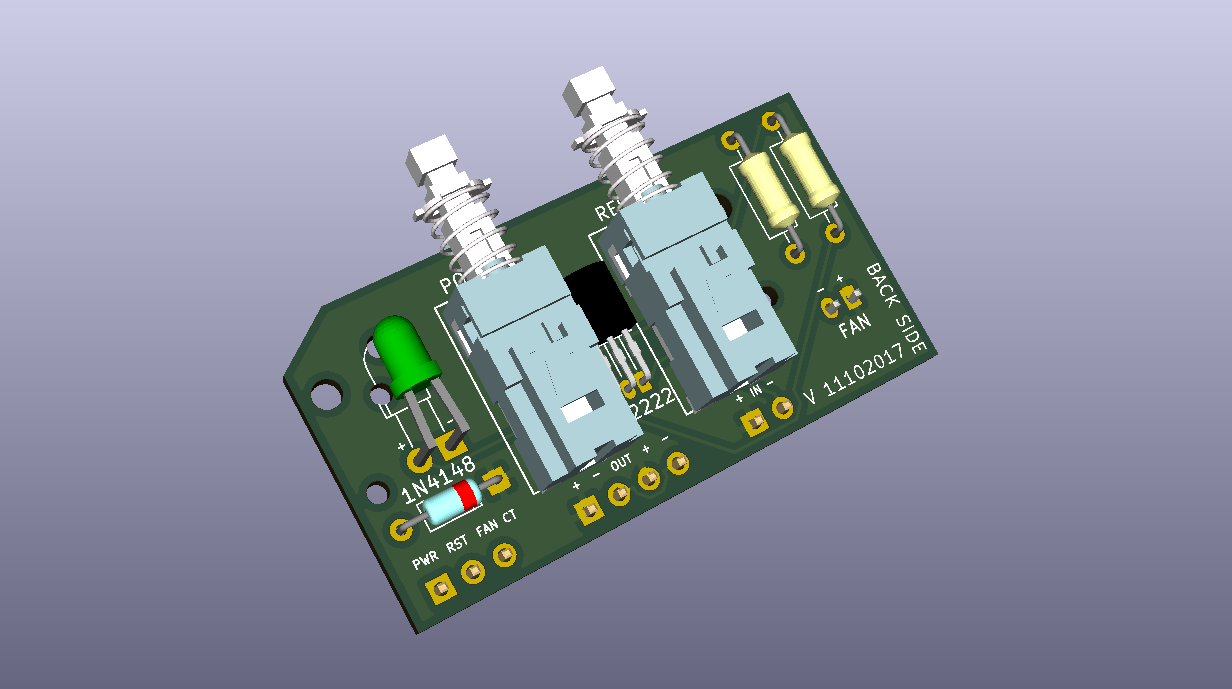 RE
PO
BACK SIDE
- +
FAN
V 11102017
+ IN -
2222
+ -
1N4148
+ - OUT + -
PWR RST FAN CT